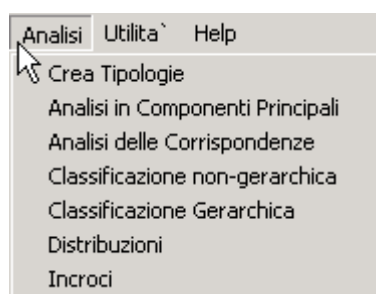 Analisi Utilita` Help
Crea Tipologie
Analisi in Componenti Principali
Analisi delle Corrispondenze
Classificazione non-gerarchica
Classificazione Gerarchica
Distribuzioni
Incroci